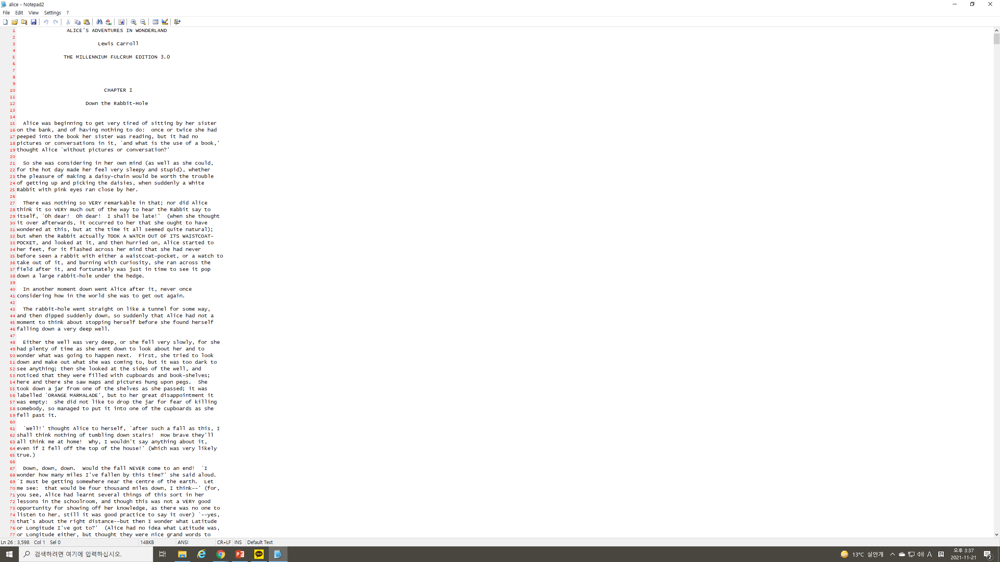 alice - Notepad2
File Edit View Settings ?
1 ALICE'S ADVENTURES IN WONDERLAND
2
3 Lewis Carroll
4
5 THE MILLENNIUM FULCRUM EDITION 3.0
6
7
8
9
10 CHAPTER I
11
12 Down the Rabbit-Hole
13
14
15 Alice was beginning to get very tired of sitting by her sister
16 on the bank, and of having nothing to do:  once or twice she had
17 peeped into the book her sister was reading, but it had no
18 pictures or conversations in it, `and what is the use of a book,'
19 thought Alice `without pictures or conversation?'
20
21 So she was considering in her own mind (as well as she could,
22 for the hot day made her feel very sleepy and stupid), whether
23 the pleasure of making a daisy-chain would be worth the trouble
24 of getting up and picking the daisies, when suddenly a White
25 Rabbit with pink eyes ran close by her.
26
27 There was nothing so VERY remarkable in that; nor did Alice
28 think it so VERY much out of the way to hear the Rabbit say to
29 itself, `Oh dear!  Oh dear!  I shall be late!'  (when she thought
30 it over afterwards, it occurred to her that she ought to have
31 wondered at this, but at the time it all seemed quite natural);
32 but when the Rabbit actually TOOK A WATCH OUT OF ITS WAISTCOAT-
33 POCKET, and looked at it, and then hurried on, Alice started to
34 her feet, for it flashed across her mind that she had never
35 before seen a rabbit with either a waistcoat-pocket, or a watch to
36 take out of it, and burning with curiosity, she ran across the
37 field after it, and fortunately was just in time to see it pop
38 down a large rabbit-hole under the hedge.
39
40 In another moment down went Alice after it, never once
41 considering how in the world she was to get out again.
42
43 The rabbit-hole went straight on like a tunnel for some way,
44 and then dipped suddenly down, so suddenly that Alice had not a
45 moment to think about stopping herself before she found herself
46 falling down a very deep well.
47
48 Either the well was very deep, or she fell very slowly, for she
49 had plenty of time as she went down to look about her and to
50 wonder what was going to happen next.  First, she tried to look
51 down and make out what she was coming to, but it was too dark to
52 see anything; then she looked at the sides of the well, and
53 noticed that they were filled with cupboards and book-shelves;
54 here and there she saw maps and pictures hung upon pegs.  She
55 took down a jar from one of the shelves as she passed; it was
56 labelled `ORANGE MARMALADE', but to her great disappointment it
57 was empty:  she did not like to drop the jar for fear of killing
58 somebody, so managed to put it into one of the cupboards as she
59 fell past it.
60
61 `Well!' thought Alice to herself, `after such a fall as this, I
62 shall think nothing of tumbling down stairs!  How brave they'll
63 all think me at home!  Why, I wouldn't say anything about it,
64 even if I fell off the top of the house!' (Which was very likely
65 true.)
66
67 Down, down, down.  Would the fall NEVER come to an end!  `I
68 wonder how many miles I've fallen by this time?' she said aloud.
69 `I must be getting somewhere near the centre of the earth.  Let
70 me see:  that would be four thousand miles down, I think--' (for,
71 you see, Alice had learnt several things of this sort in her
72 lessons in the schoolroom, and though this was not a VERY good
73 opportunity for showing off her knowledge, as there was no one to
74 listen to her, still it was good practice to say it over) `--yes,
75 that's about the right distance--but then I wonder what Latitude
76 or Longitude I've got to?'  (Alice had no idea what Latitude was,
77 or Longitude either, but thought they were nice grand words to
Ln 26 : 3,598 Col 1 Sel 0 148KB ANSI CR+LF INS Default Text
검색하려면 여기에 입력하십시오. TALK 13°C 실안개 A 오후 3:37
2021-11-21 2